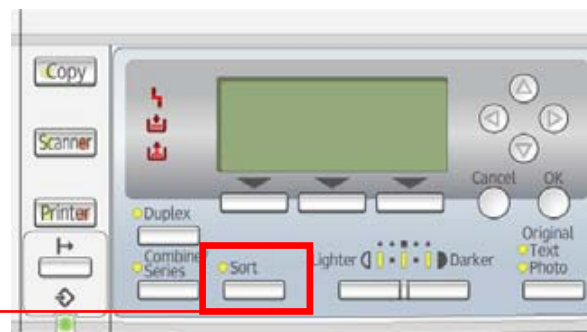 Copy
Scanner
Printer
Cancel OK
Duplex
Combine/
Series
Sort
Lighter
Darker
Original
Text
Photo